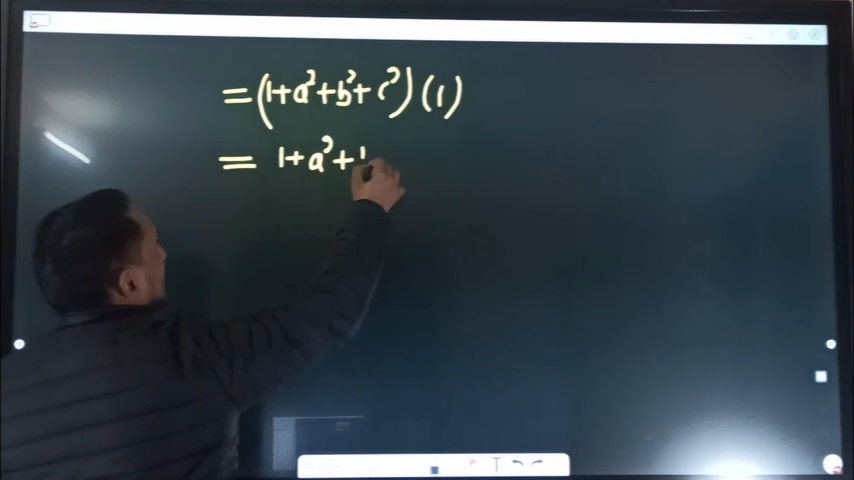 =(1+a²+b²+c²)(1)
= 1+a²+